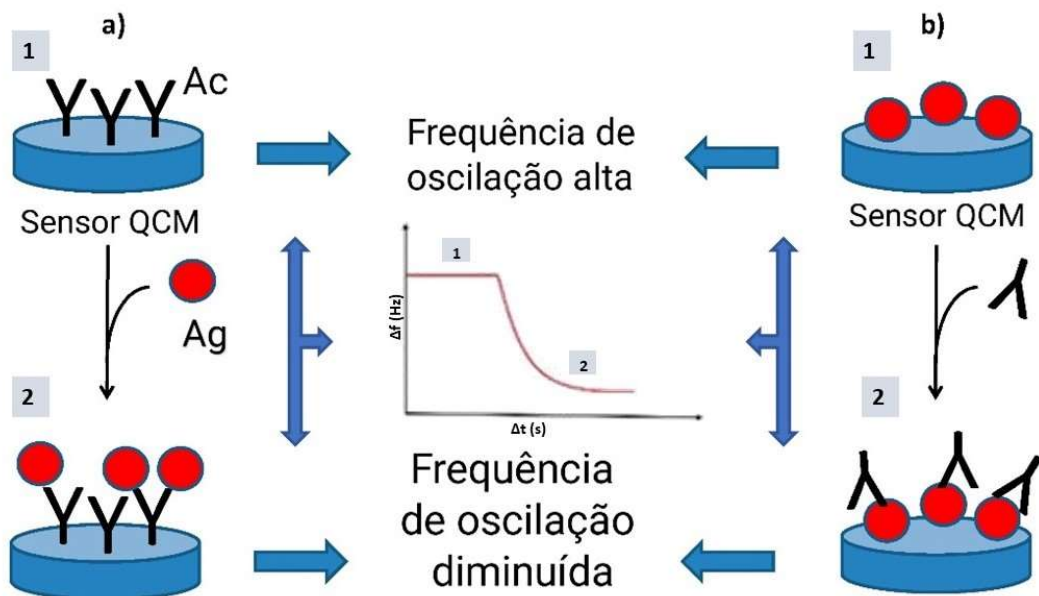 a)
1
Ac
Sensor QCM
Ag
2
Frequência de
oscilação alta
1
2
Δf (Hz)
Δt (s)
Frequência
de oscilação
diminuída
b)
1
Sensor QCM
2